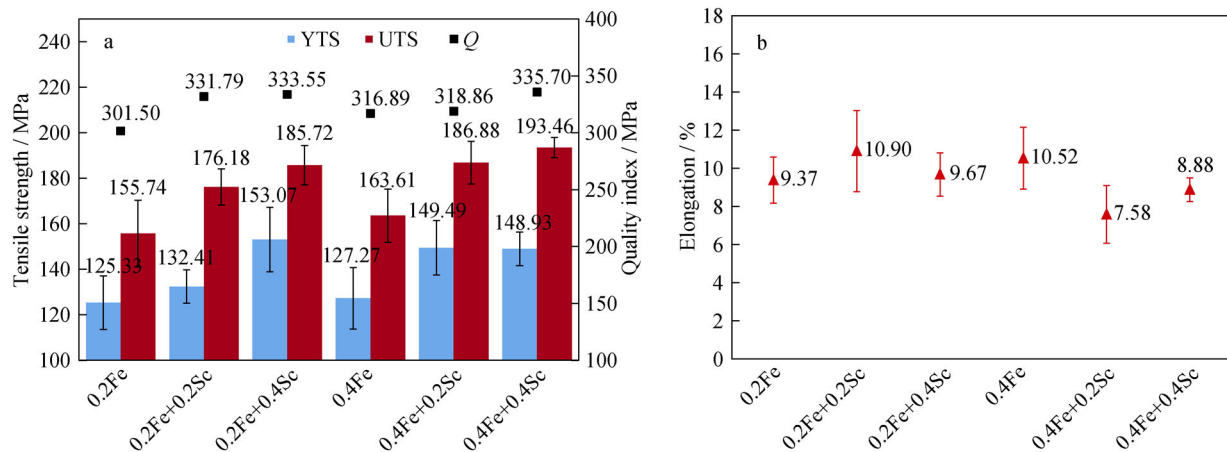 a
YTS UTS Q
Tensile strength / MPa
240
220
200
180
160
140
120
100
400
350
300
250
200
150
100
Quality index / MPa
301.50
331.79
333.55
316.89
318.86
335.70
155.74
176.18
185.72
163.61
186.88
193.46
125.33
132.41
153.07
127.27
149.49
148.93
0.2Fe
0.2Fe+0.2Sc
0.2Fe+0.4Sc
0.4Fe
0.4Fe+0.2Sc
0.4Fe+0.4Sc
b
Elongation / %
18
16
14
12
10
8
6
4
2
0
9.37
10.90
9.67
10.52
7.58
8.88
0.2Fe
0.2Fe+0.2Sc
0.2Fe+0.4Sc
0.4Fe
0.4Fe+0.2Sc
0.4Fe+0.4Sc